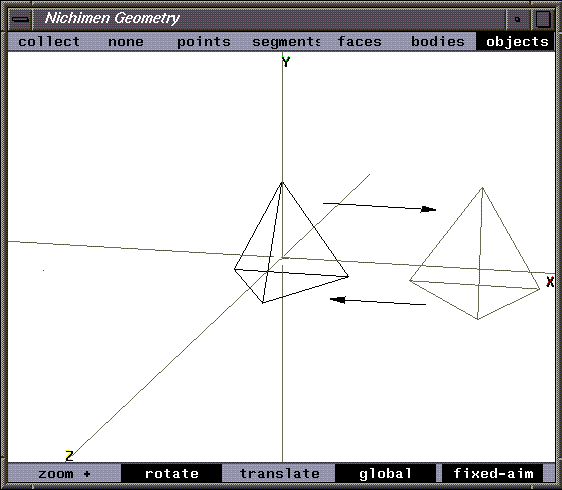 Nichimen Geometry
collect none points segments faces bodies objects
Y
X
Z
zoom + rotate translate global fixed-aim